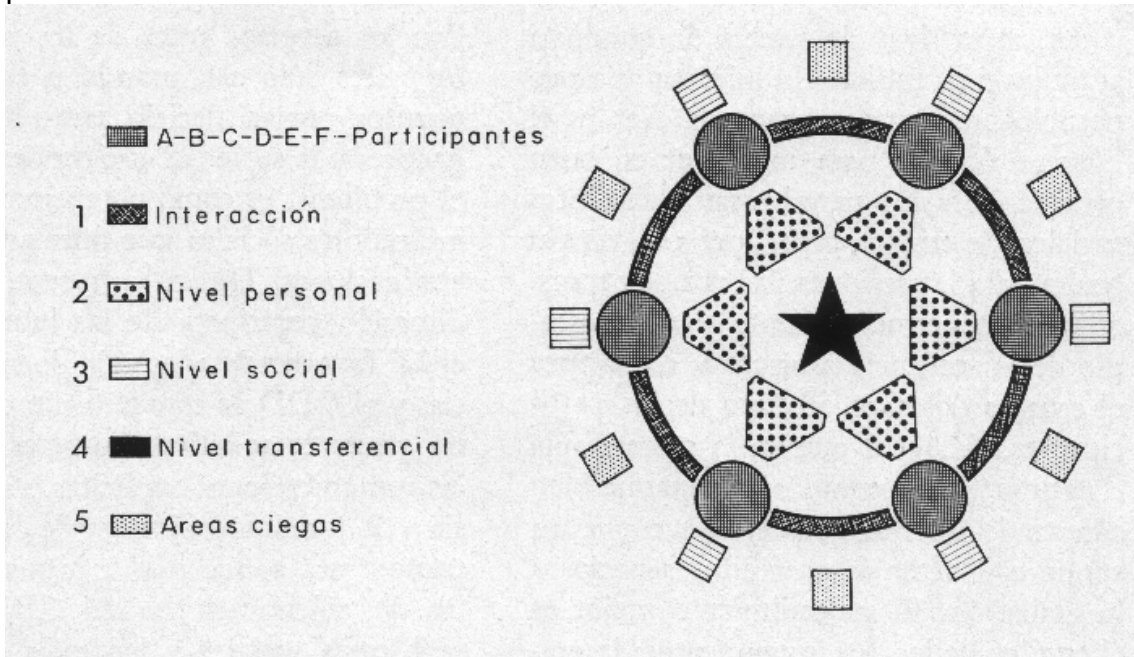 A-B-C-D-E-F-Participantes
1 Interacción
2 Nivel personal
3 Nivel social
4 Nivel transferencial
5 Areas ciegas